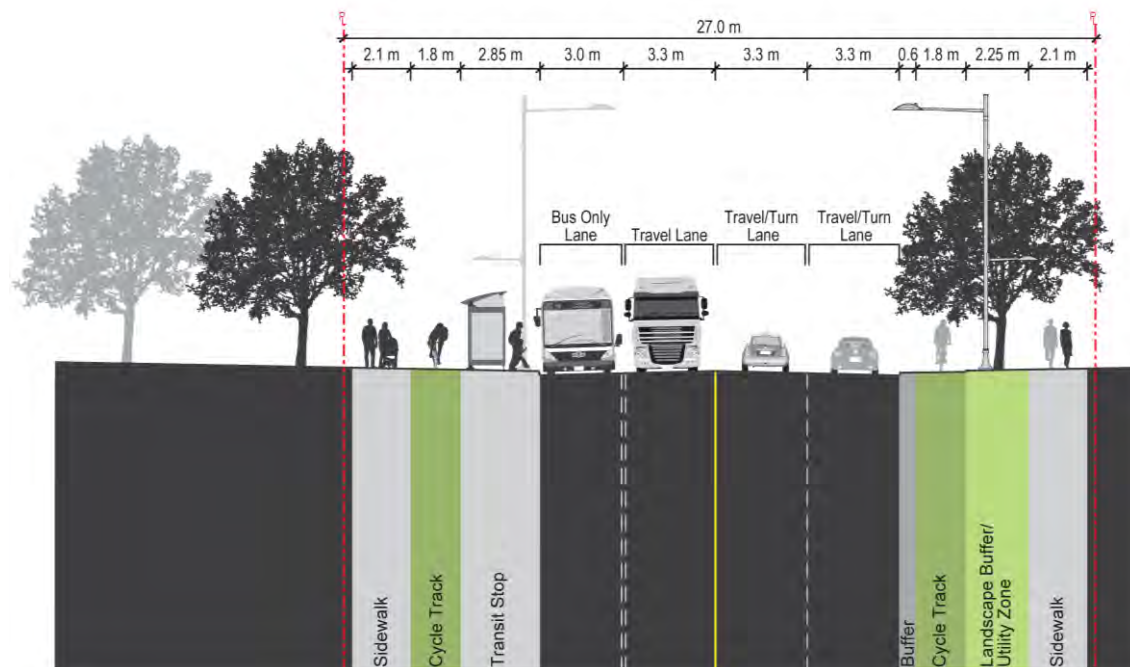 27.0 m
2.1 m 1.8 m 2.85 m 3.0 m 3.3 m 3.3 m 3.3 m 0.6 1.8 m 2.25 m 2.1 m
Bus Only
Lane
Travel Lane
Travel/Turn
Lane
Travel/Turn
Lane
Sidewalk
Cycle Track
Transit Stop
Buffer
Cycle Track
Landscape Buffer/
Utility Zone
Sidewalk